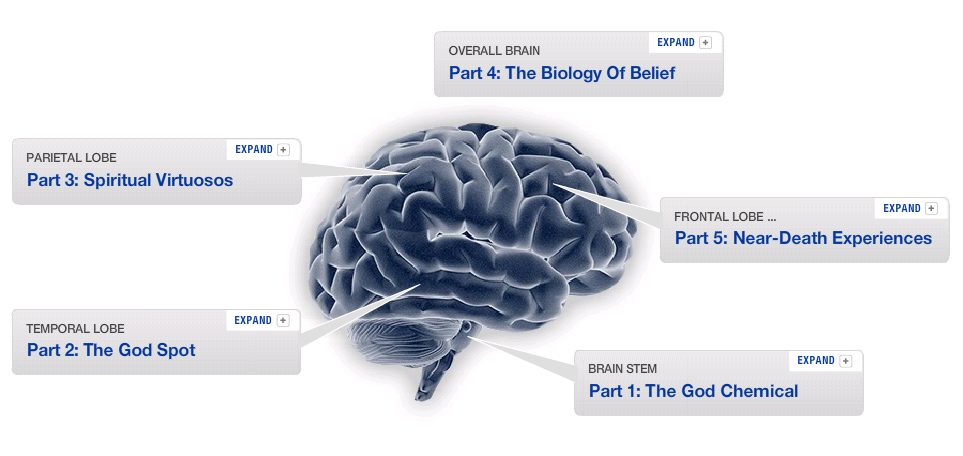 OVERALL BRAIN
EXPAND +
Part 4: The Biology Of Belief
PARIETAL LOBE
EXPAND +
Part 3: Spiritual Virtuosos
FRONTAL LOBE ...
EXPAND +
Part 5: Near-Death Experiences
TEMPORAL LOBE
EXPAND +
Part 2: The God Spot
BRAIN STEM
EXPAND +
Part 1: The God Chemical